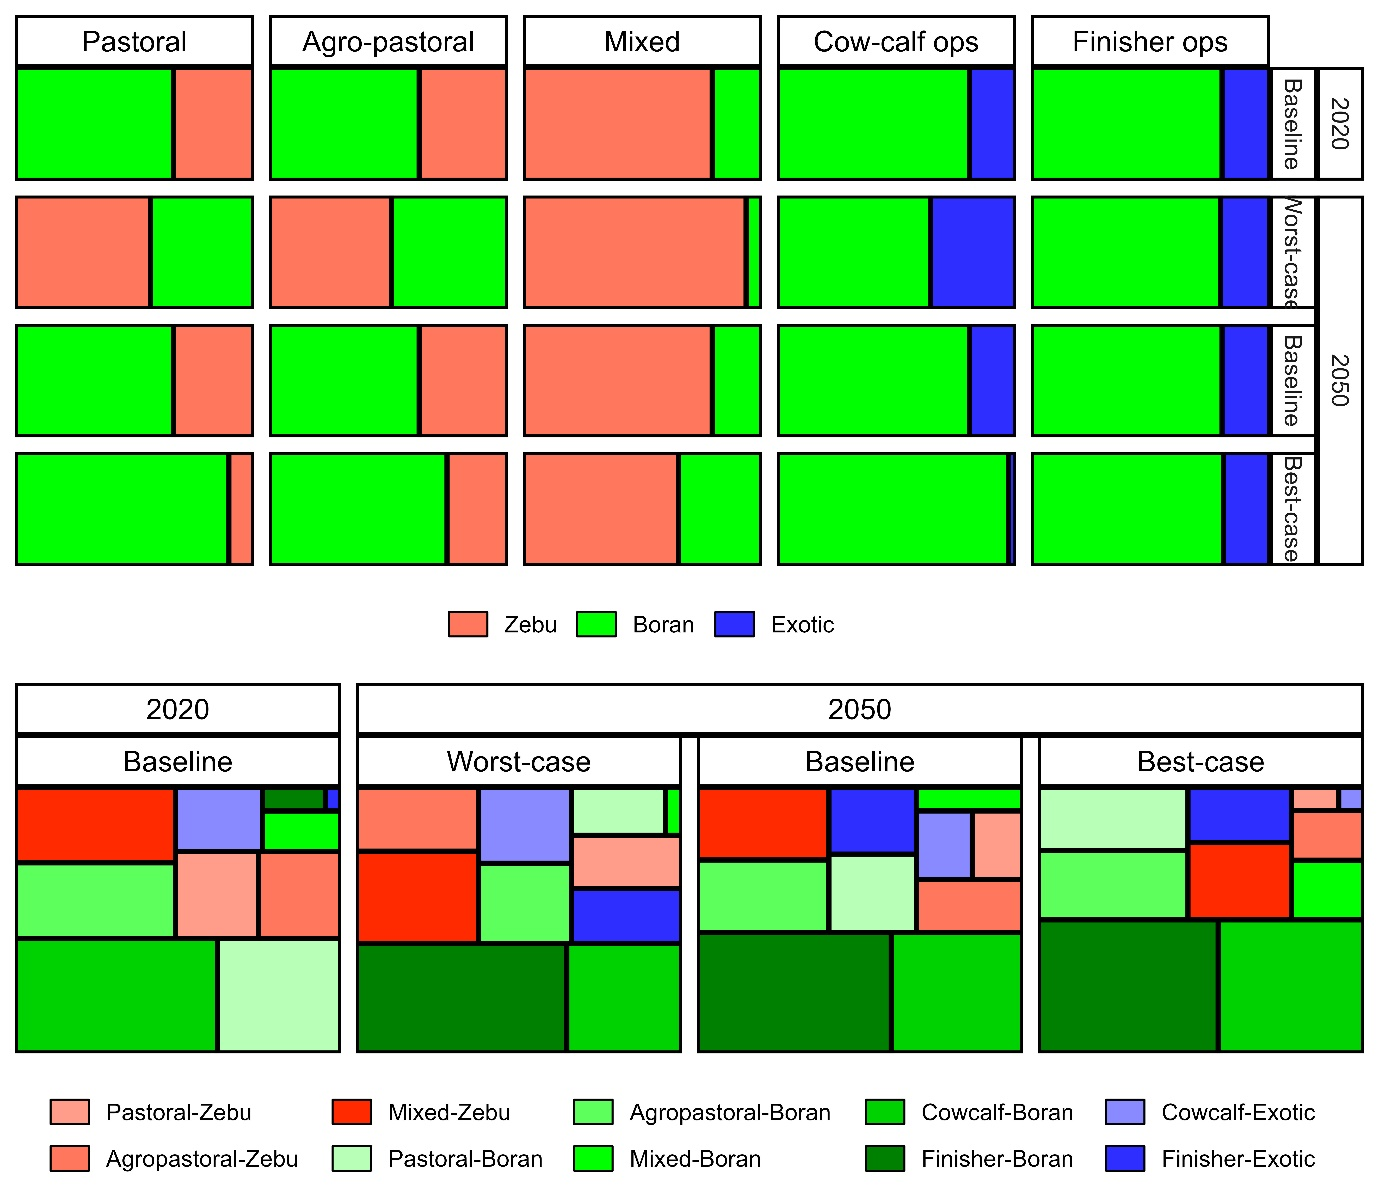 Pastoral
Agro-pastoral
Mixed
Cow-calf ops
Finisher ops
Baseline
2020
Worst-case
Baseline
Best-case
2050
Zebu
Boran
Exotic
2020
2050
Baseline
Worst-case
Baseline
Best-case
Pastoral-Zebu
Mixed-Zebu
Agropastoral-Boran
Cowcalf-Boran
Cowcalf-Exotic
Agropastoral-Zebu
Pastoral-Boran
Mixed-Boran
Finisher-Boran
Finisher-Exotic